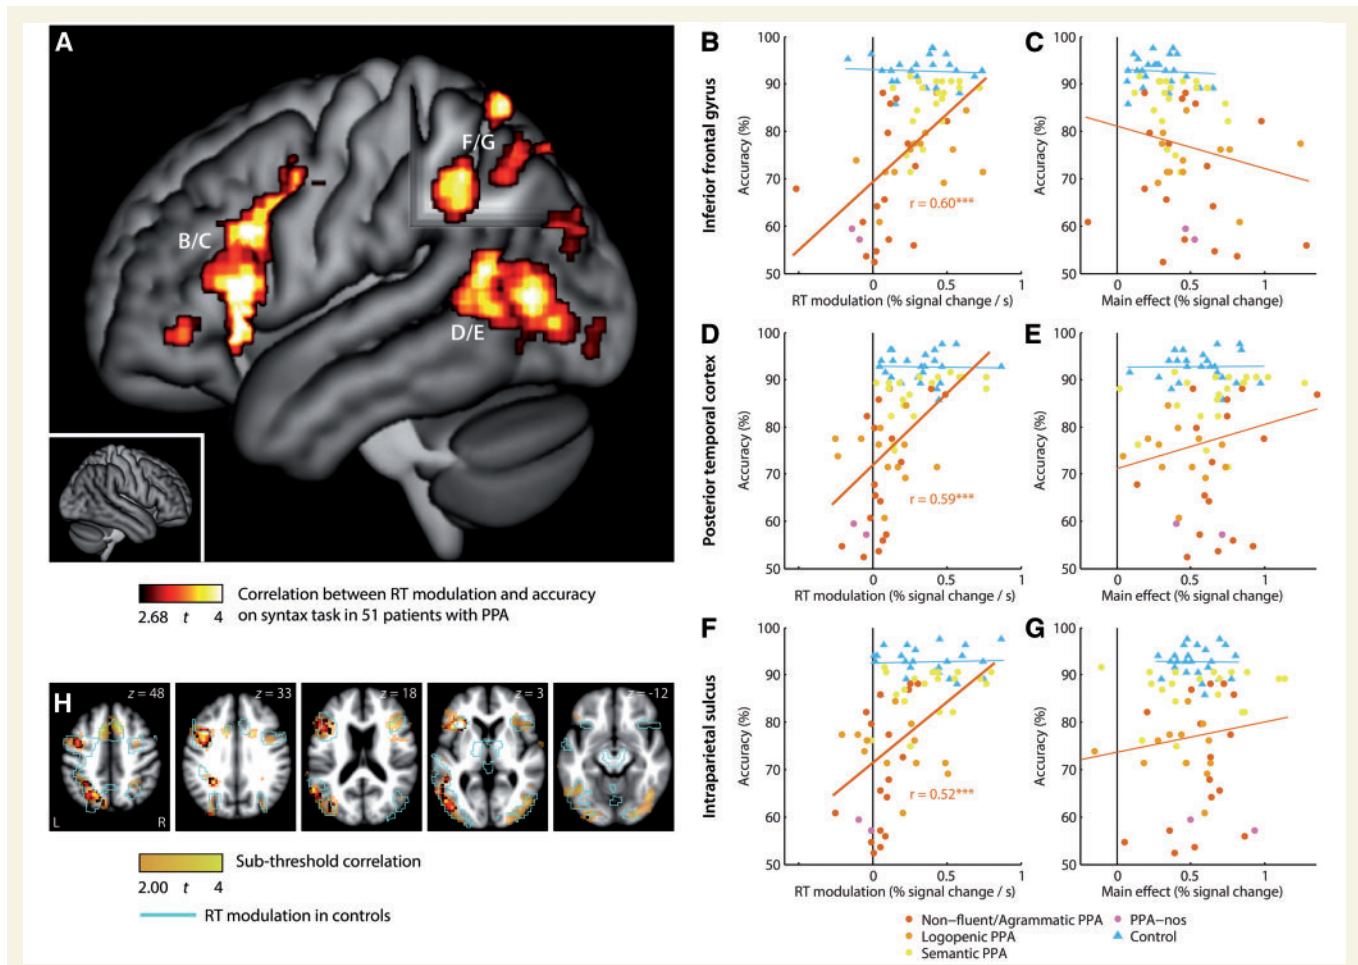 A
B/C
F/G
D/E
2.68 t 4
Correlation between RT modulation and accuracy
on syntax task in 51 patients with PPA
H
z = 48
z = 33
z = 18
z = 3
z = -12
L
R
2.00 t 4
Sub-threshold correlation
RT modulation in controls
Inferior frontal gyrus
B
Accuracy (%)
100
90
80
70
60
50
r = 0.60***
0 0.5 1
RT modulation (% signal change / s)
C
Accuracy (%)
100
90
80
70
60
50
0 0.5 1
Main effect (% signal change)
Posterior temporal cortex
D
Accuracy (%)
100
90
80
70
60
50
r = 0.59***
0 0.5 1
RT modulation (% signal change / s)
E
Accuracy (%)
100
90
80
70
60
50
0 0.5 1
Main effect (% signal change)
Intraparietal sulcus
F
Accuracy (%)
100
90
80
70
60
50
r = 0.52***
0 0.5 1
RT modulation (% signal change / s)
G
Accuracy (%)
100
90
80
70
60
50
0 0.5 1
Main effect (% signal change)
Non−fluent/Agrammatic PPA
Logopenic PPA
Semantic PPA
PPA−nos
Control